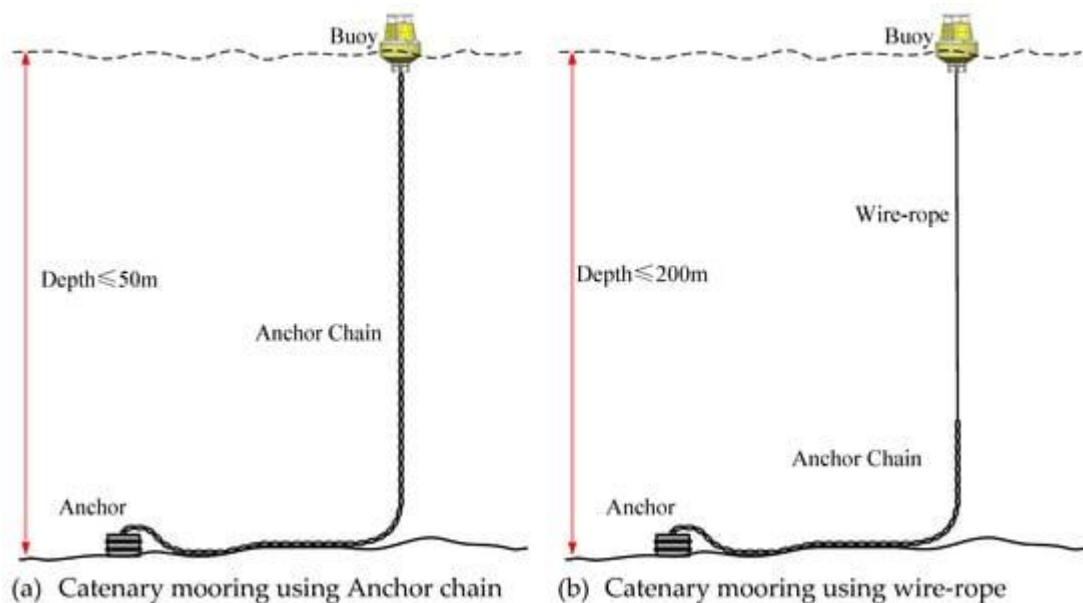 Buoy
Depth≤50m
Anchor Chain
Anchor
(a) Catenary mooring using Anchor chain
Buoy
Wire-rope
Depth≤200m
Anchor Chain
Anchor
(b) Catenary mooring using wire-rope